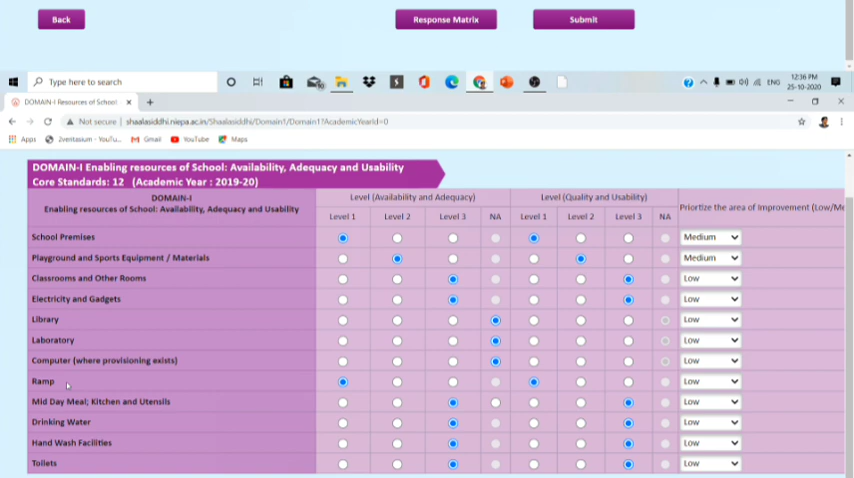 Back
Response Matrix
Submit
Type here to search
ENG
12:36 PM
25-10-2020
DOMAIN-I Resources of School
Not secure | shaalasiddhi.niepa.ac.in/Shaalasiddhi/Domain1/Domain1?AcademicYearId=0
Apps 2veritasium - YouTu... Gmail YouTube Maps
DOMAIN-I Enabling resources of School: Availability, Adequacy and Usability
Core Standards: 12 (Academic Year : 2019-20)
DOMAIN-I
Enabling resources of School: Availability, Adequacy and Usability
Level (Availability and Adequacy)
Level (Quality and Usability)
Priortize the area of Improvement (Low/Me
Level 1 Level 2 Level 3 NA Level 1 Level 2 Level 3 NA
School Premises Medium
Playground and Sports Equipment / Materials Medium
Classrooms and Other Rooms Low
Electricity and Gadgets Low
Library Low
Laboratory Low
Computer (where provisioning exists) Low
Ramp Low
Mid Day Meal; Kitchen and Utensils Low
Drinking Water Low
Hand Wash Facilities Low
Toilets Low